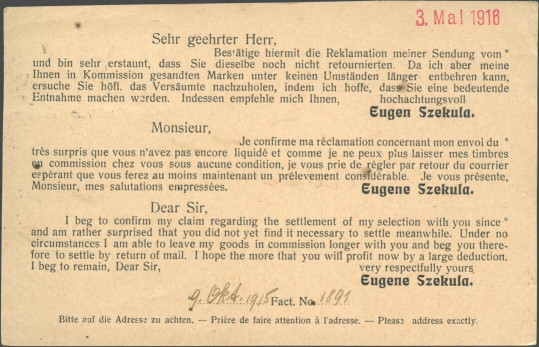 3. Mai 1916
Sehr geehrter Herr,
Bestätige hiermit die Reklamation meiner Sendung vom *
und bin sehr erstaunt, dass Sie dieselbe noch nicht retournierten. Da ich aber meine
Ihnen in Kommission gesandten Marken unter keinen Umständen länger entbehren kann,
ersuche Sie höfl. das Versäumte nachzuholen, indem ich hoffe, dass Sie eine bedeutende
Entnahme machen werden. Indessen empfehle mich Ihnen, hochachtungsvoll
Eugen Szekula.
Monsieur,
Je confirme ma réclamation concernant mon envoi du *
très surpris que vous n'avez pas encore liquidé et comme je ne peux plus laisser mes timbres
en commission chez vous sous aucune condition, je vous prie de régler par retour du courrier
espérant que vous ferez au moins maintenant un prélèvement considérable. Je vous présente,
Monsieur, mes salutations empressées.
Eugène Szekula.
Dear Sir,
I beg to confirm my claim regarding the settlement of my selection with you since *
and am rather surprised that you did not yet find it necessary to settle meanwhile. Under no
circumstances I am able to leave my goods in commission longer with you and beg you there-
fore to settle by return of mail. I hope the more that you will profit now by a large deduction.
I beg to remain, Dear Sir, very respectfully yours
Eugene Szekula.
9. Okt. 1915 Fact. No. 1891
Bitte auf die Adresse zu achten. — Prière de faire attention à l'adresse. — Please address exactly.